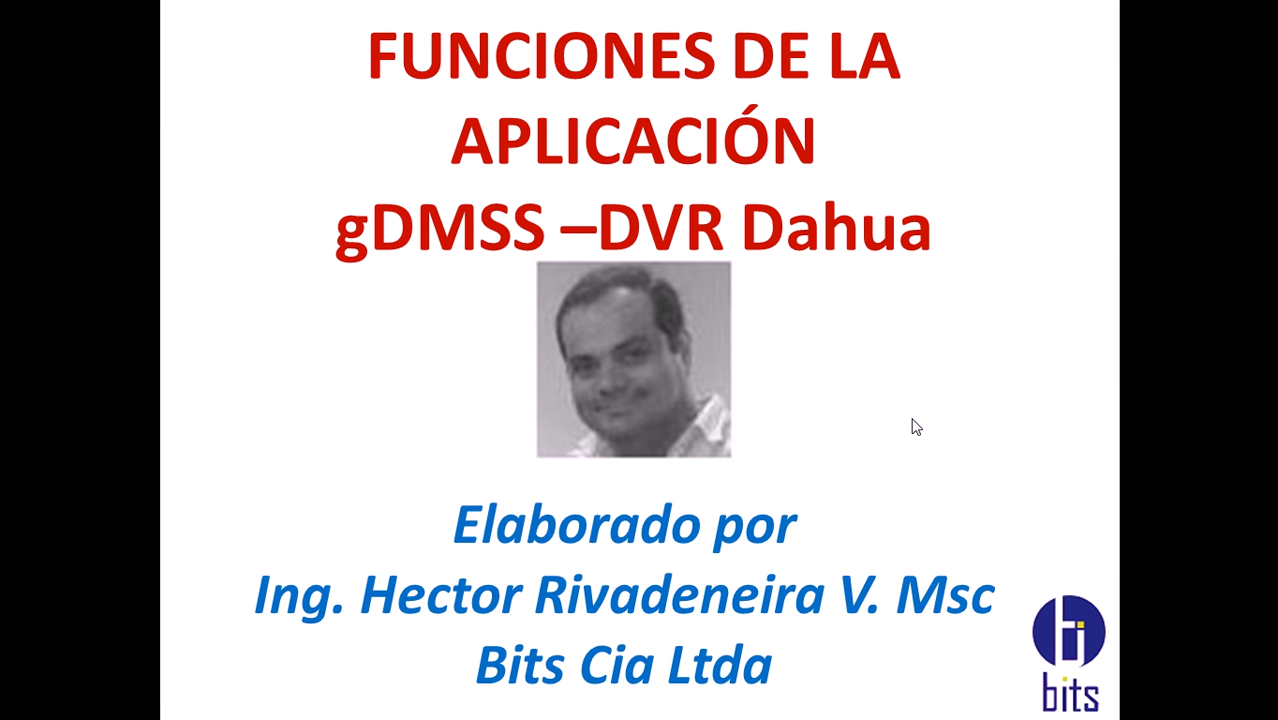 FUNCIONES DE LA
APLICACIÓN
gDMSS –DVR Dahua
Elaborado por
Ing. Hector Rivadeneira V. Msc
Bits Cia Ltda
bits